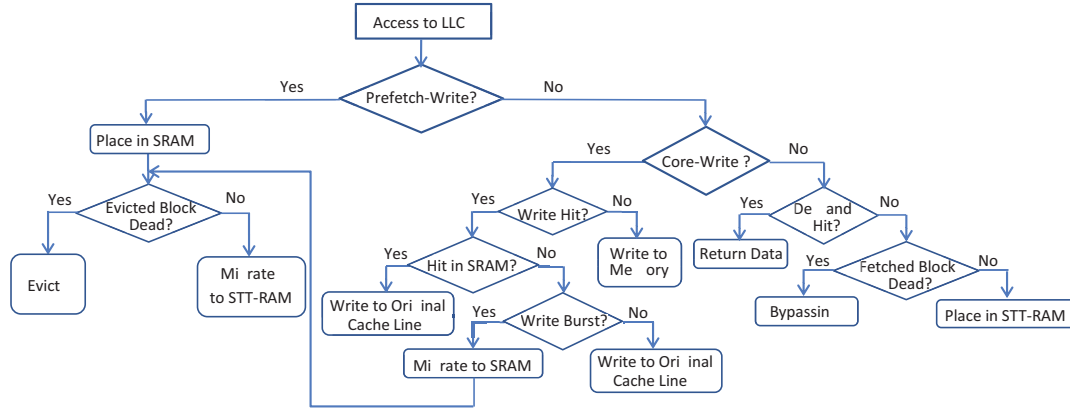 Access to LLC
Yes
Prefetch-Write?
No
Place in SRAM
Yes
Core-Write ?
No
Yes
Evicted Block
Dead?
No
Yes
Write Hit?
No
Yes
De and
Hit?
No
Evict
Mi rate
to STT-RAM
Yes
Hit in SRAM?
No
Write to
Me ory
Return Data
Yes
Fetched Block
Dead?
No
Write to Ori inal
Cache Line
Yes
Write Burst?
No
Bypassin
Place in STT-RAM
Mi rate to SRAM
Write to Ori inal
Cache Line